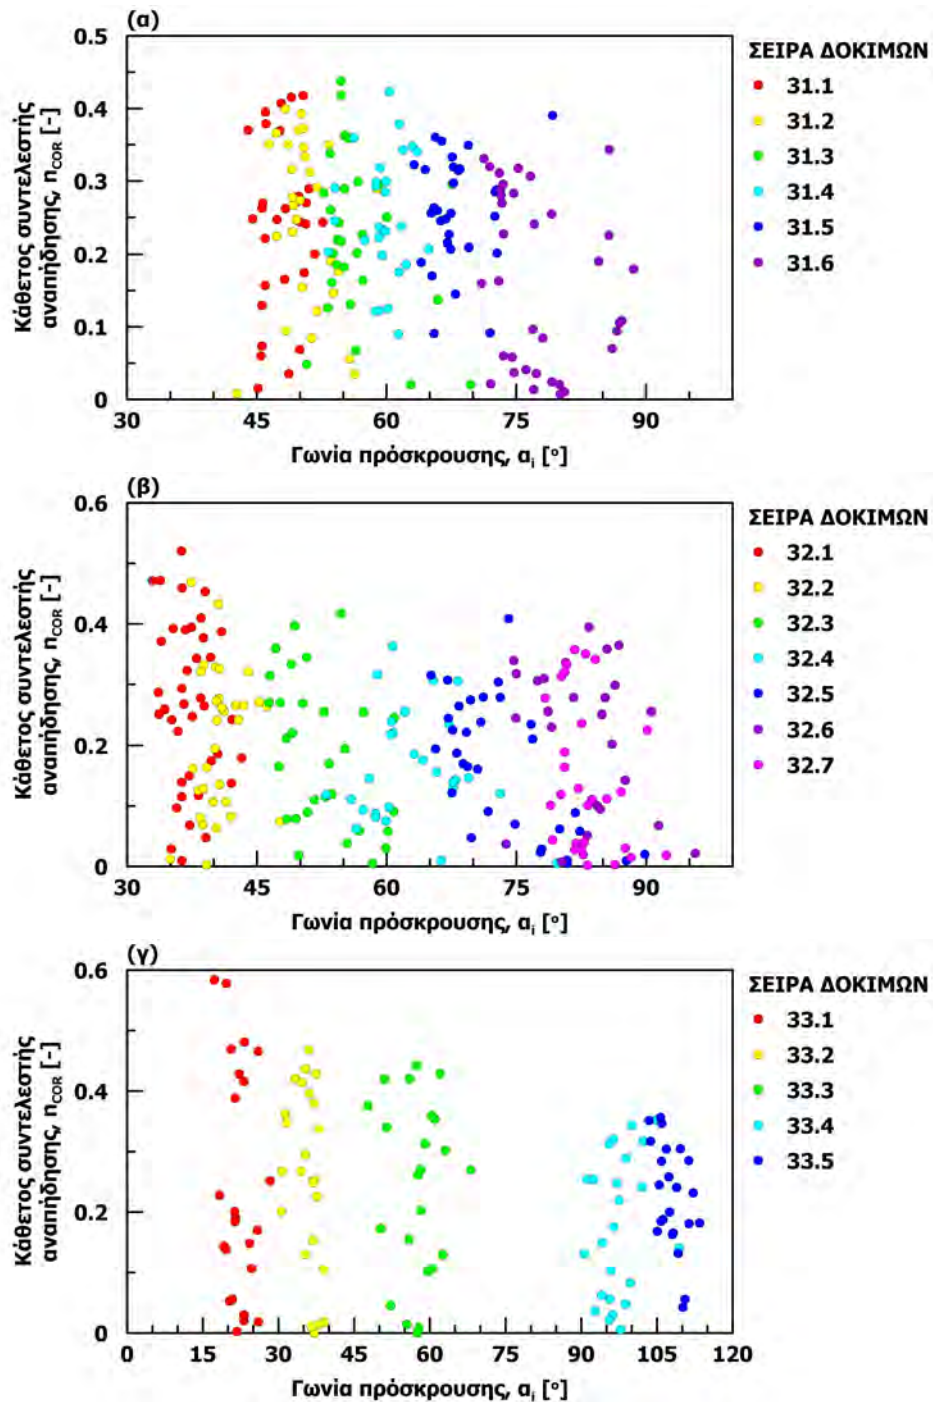 (α)
0.5
0.4
0.3
0.2
0.1
0
Κάθετος συντελεστής
αναπήδησης, nCOR [-]
30 45 60 75 90
Γωνία πρόσκρουσης, αi [°]
ΣΕΙΡΑ ΔΟΚΙΜΩΝ
31.1
31.2
31.3
31.4
31.5
31.6
(β)
0.6
0.4
0.2
0
Κάθετος συντελεστής
αναπήδησης, nCOR [-]
30 45 60 75 90
Γωνία πρόσκρουσης, αi [°]
ΣΕΙΡΑ ΔΟΚΙΜΩΝ
32.1
32.2
32.3
32.4
32.5
32.6
32.7
(γ)
0.6
0.4
0.2
0
Κάθετος συντελεστής
αναπήδησης, nCOR [-]
0 15 30 45 60 75 90 105 120
Γωνία πρόσκρουσης, αi [°]
ΣΕΙΡΑ ΔΟΚΙΜΩΝ
33.1
33.2
33.3
33.4
33.5